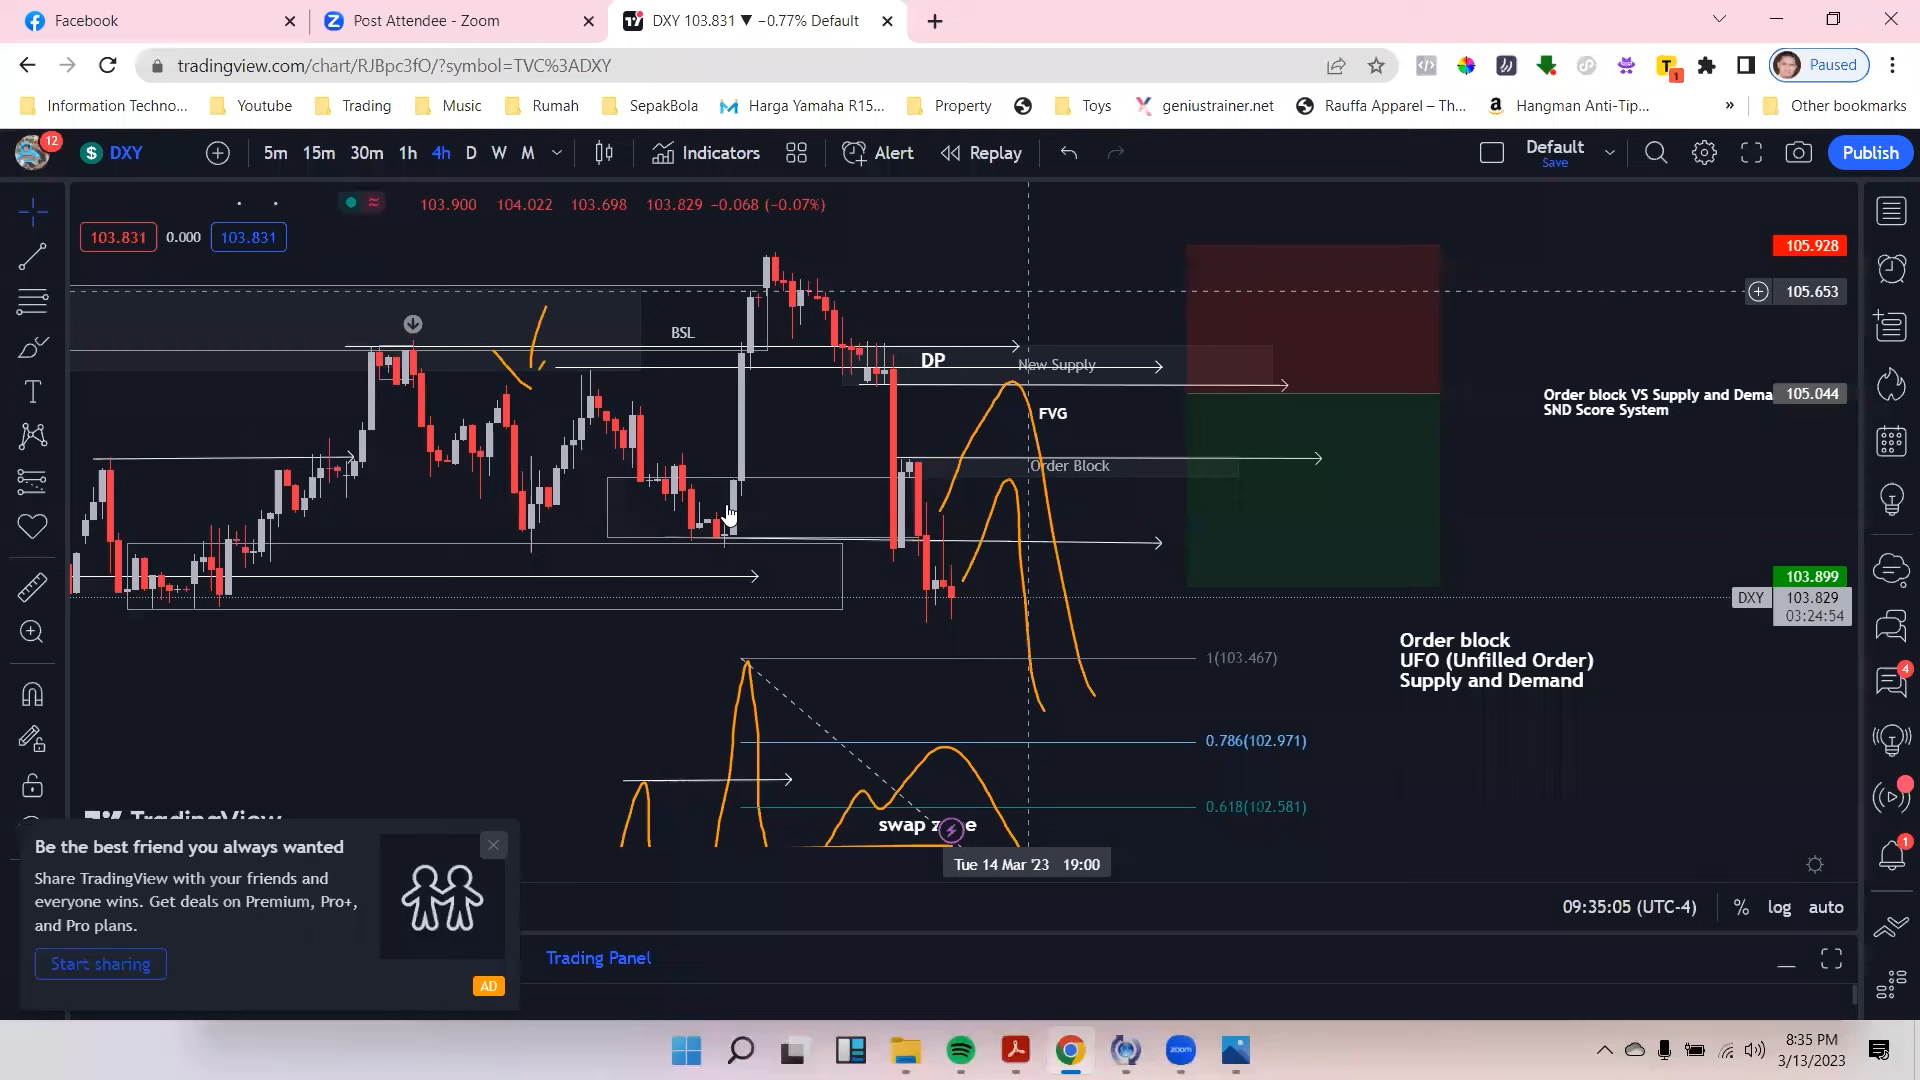 Facebook
Post Attendee - Zoom
DXY 103.831 ▼ −0.77% Default
tradingview.com/chart/RJBpc3fO/?symbol=TVC%3ADXY
Paused
Information Techno...
Youtube
Trading
Music
Rumah
SepakBola
Harga Yamaha R15...
Property
Toys
geniustrainer.net
Rauffa Apparel – Th...
Hangman Anti-Tip...
»
Other bookmarks
12
DXY
5m 15m 30m 1h 4h D W M
Indicators
Alert
Replay
Default
Save
Publish
103.900 104.022 103.698 103.829 −0.068 (−0.07%)
103.831 0.000 103.831
105.928
105.653
BSL
DP
New Supply
FVG
Order block VS Supply and Dema
105.044
SND Score System
Order Block
103.899
DXY 103.829
03:24:54
Order block
UFO (Unfilled Order)
Supply and Demand
1(103.467)
0.786(102.971)
0.618(102.581)
TradingView
Tue 14 Mar '23 19:00
Be the best friend you always wanted
Share TradingView with your friends and
everyone wins. Get deals on Premium, Pro+,
and Pro plans.
Start sharing
AD
09:35:05 (UTC-4)
% log auto
Trading Panel
4
1
zoom
8:35 PM
3/13/2023